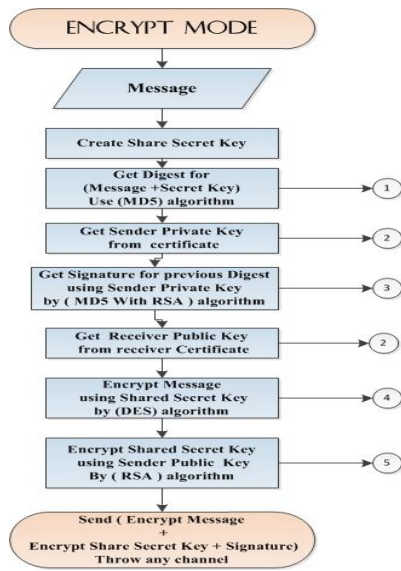 ENCRYPT MODE
Message
Create Share Secret Key
Get Digest for
(Message +Secret Key)
Use (MD5) algorithm
1
Get Sender Private Key
from certificate
2
Get Signature for previous Digest
using Sender Private Key
by ( MD5 With RSA ) algorithm
3
Get Receiver Public Key
from receiver Certificate
2
Encrypt Message
using Shared Secret Key
by (DES) algorithm
4
Encrypt Shared Secret Key
using Sender Public Key
By ( RSA ) algorithm
5
Send ( Encrypt Message
+
Encrypt Share Secret Key + Signature)
Throw any channel